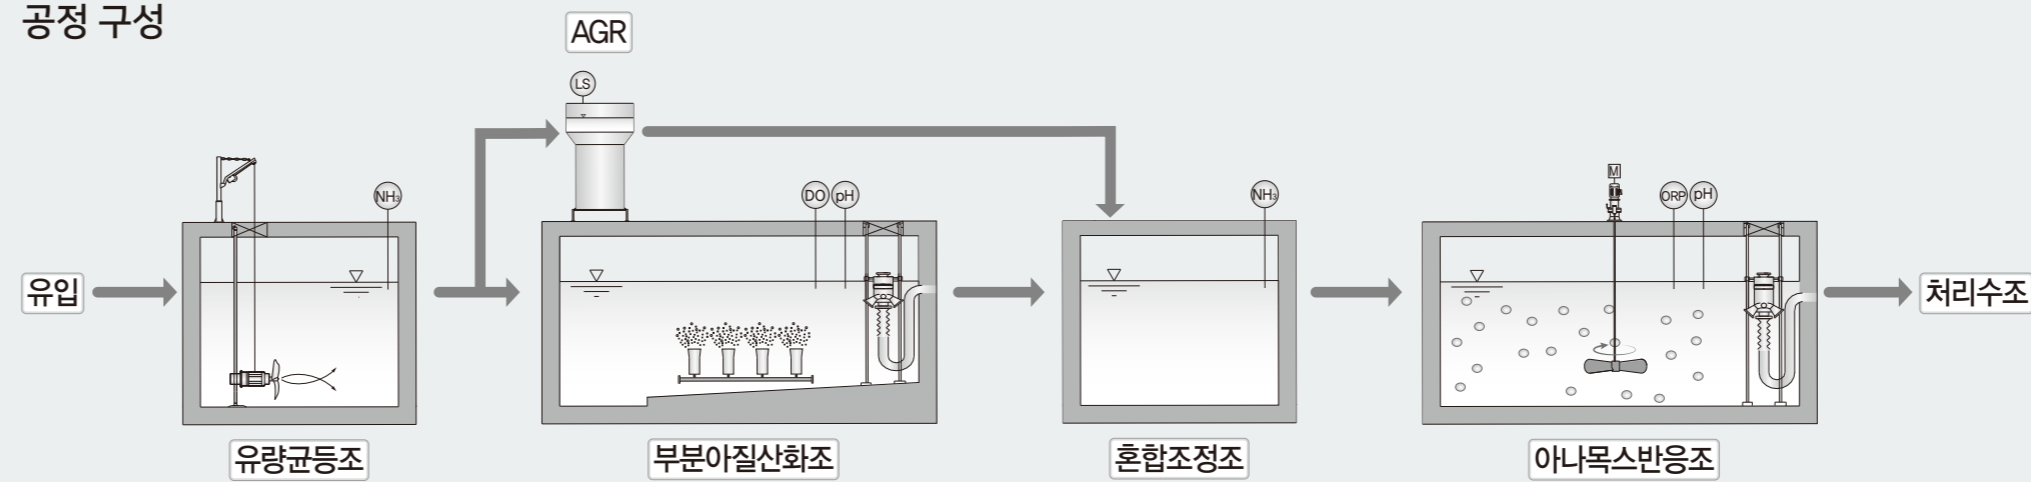 공정 구성
AGR
LS
NH₃
DO
pH
NH₃
M
ORP
pH
유입
처리수조
유량균등조
부분아질산화조
혼합조정조
아나목스반응조